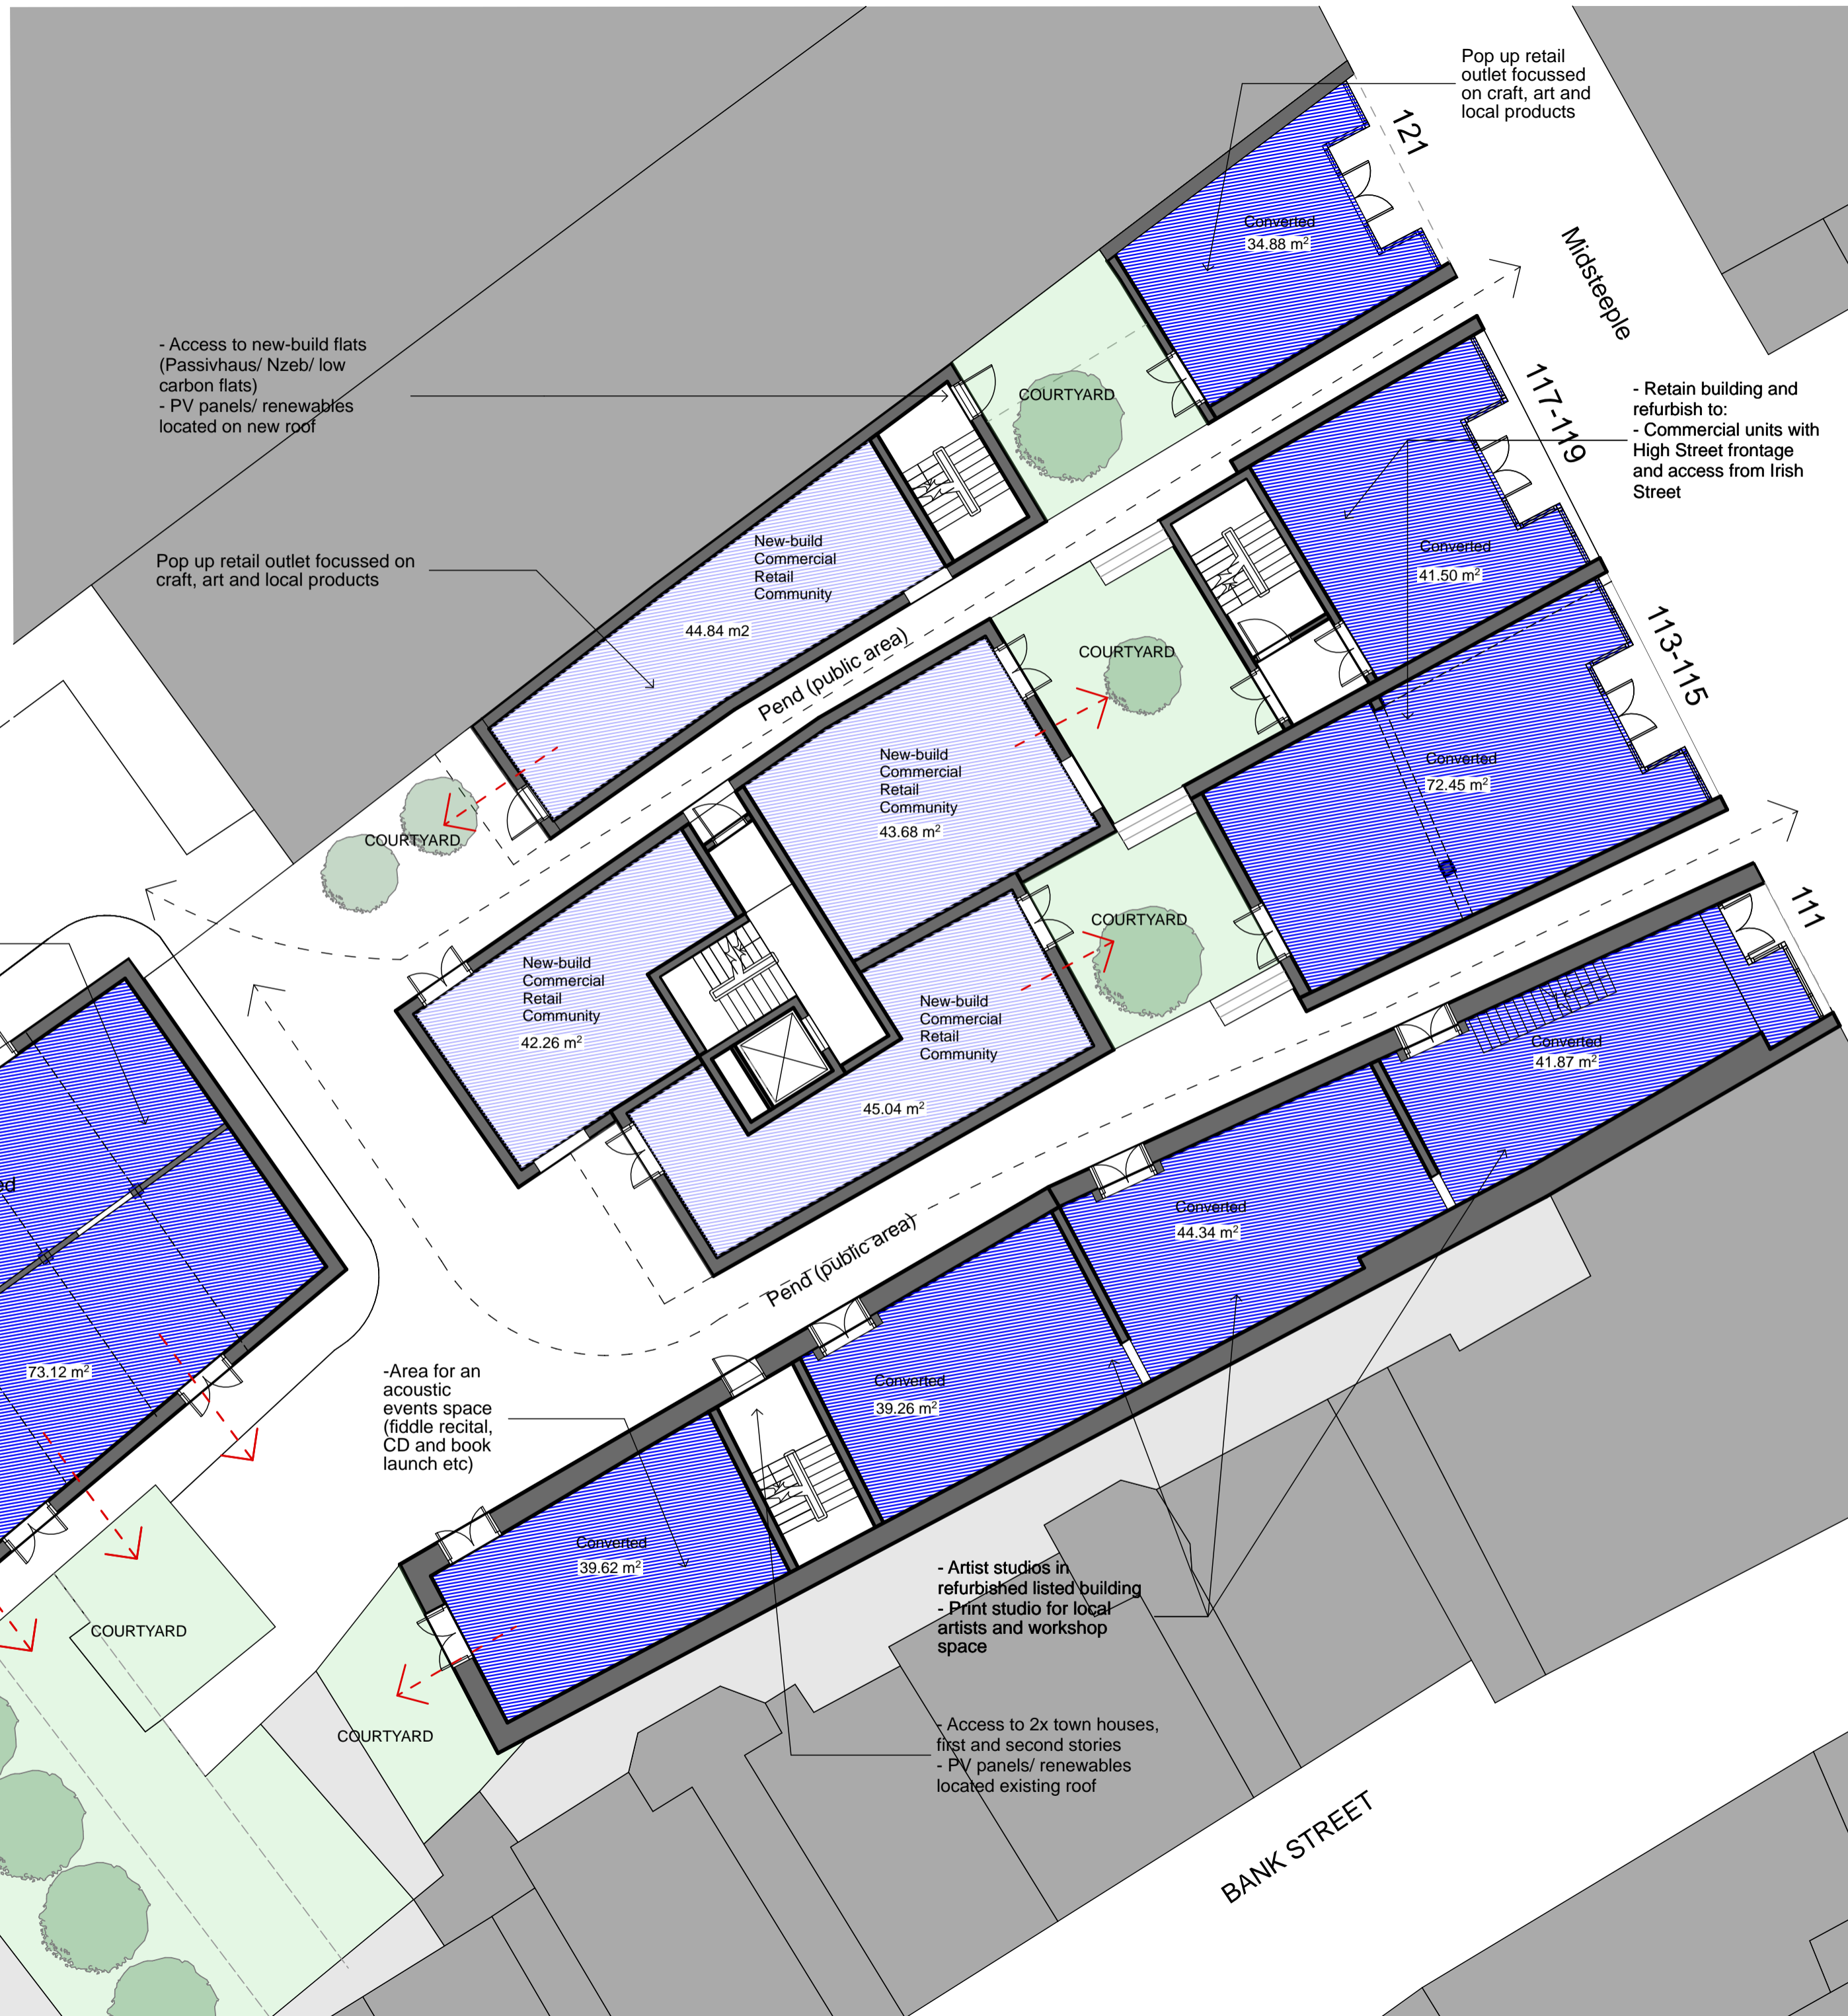 Pop up retail
outlet focussed
on craft, art and
local products
121
Converted
34.88 m²
Midsteeple
- Access to new-build flats
(Passivhaus/ Nzeb/ low
carbon flats)
- PV panels/ renewables
located on new roof
COURTYARD
117-119
- Retain building and
refurbish to:
- Commercial units with
High Street frontage
and access from Irish
Street
Pop up retail outlet focussed on
craft, art and local products
New-build
Commercial
Retail
Community
44.84 m2
Converted
41.50 m²
113-115
Pend (public area)
COURTYARD
New-build
Commercial
Retail
Community
43.68 m²
Converted
72.45 m²
COURTYARD
COURTYARD
111
New-build
Commercial
Retail
Community
42.26 m²
New-build
Commercial
Retail
Community
45.04 m²
Converted
41.87 m²
ed
Converted
44.34 m²
Pend (public area)
73.12 m²
-Area for an
acoustic
events space
(fiddle recital,
CD and book
launch etc)
Converted
39.26 m²
Converted
39.62 m²
- Artist studios in
refurbished listed building
- Print studio for local
artists and workshop
space
COURTYARD
COURTYARD
- Access to 2x town houses,
first and second stories
- PV panels/ renewables
located existing roof
BANK STREET